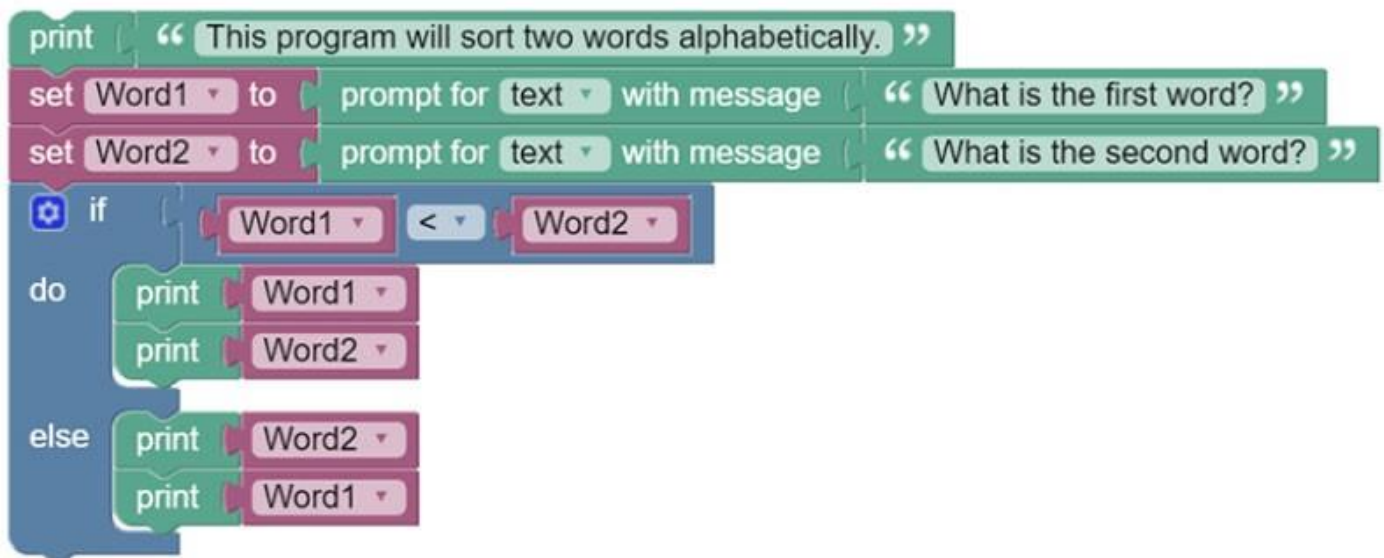 print “ This program will sort two words alphabetically. ”
set Word1 to prompt for text with message “ What is the first word? ”
set Word2 to prompt for text with message “ What is the second word? ”
if Word1 < Word2
do print Word1
print Word2
else print Word2
print Word1